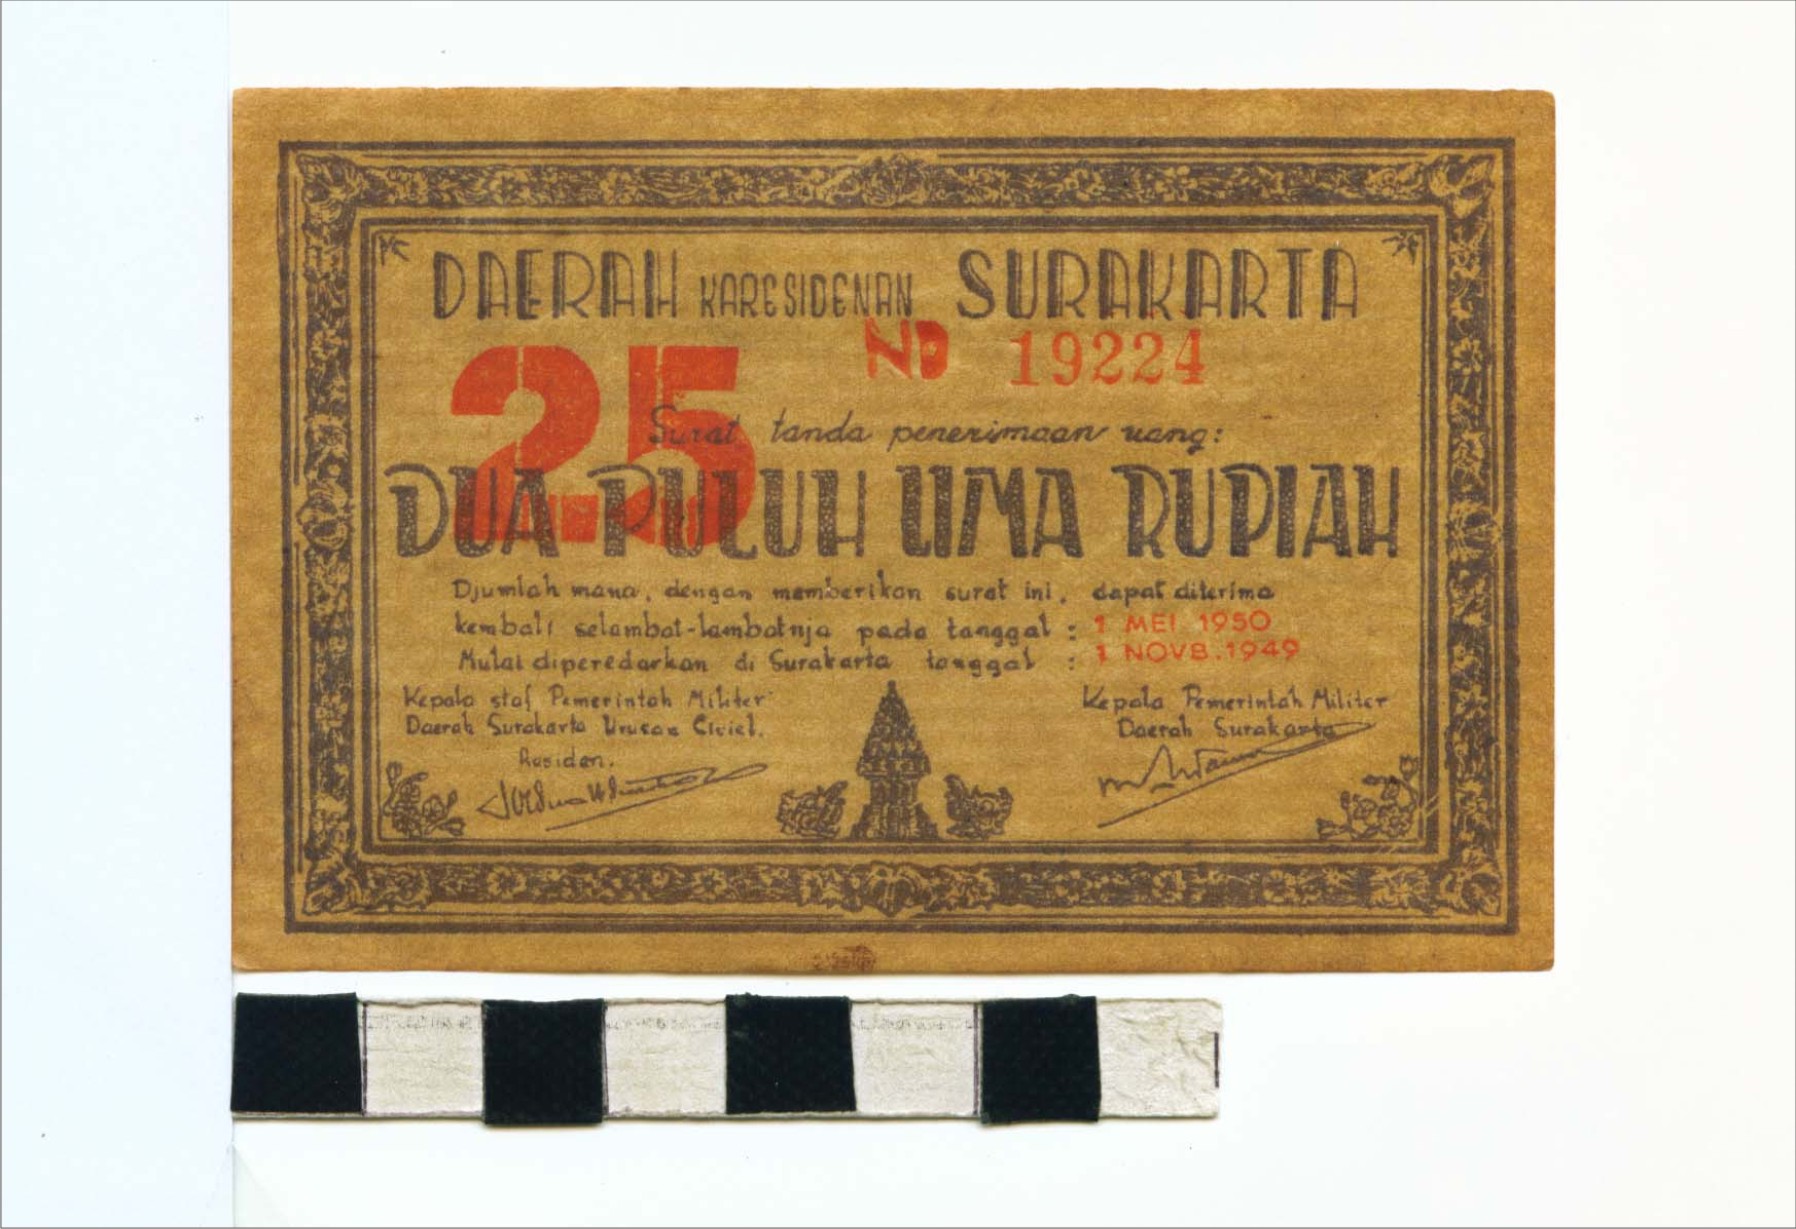 DAERAH KARESIDENAN SURAKARTA
NO 19224
25
Surat tanda penerimaan uang:
DUA PULUH LIMA RUPIAH
Djumlah mana, dengan memberikan surat ini, dapat diterima
kembali selambat-lambatnja pada tanggal : 1 MEI 1950
Mulai diperedarkan di Surakarta tanggal : 1 NOVB.1949
Kepala staf Pemerintah Militer
Daerah Surakarta Urusan Civiel.
Residen.
Kepala Pemerintah Militer
Daerah Surakarta